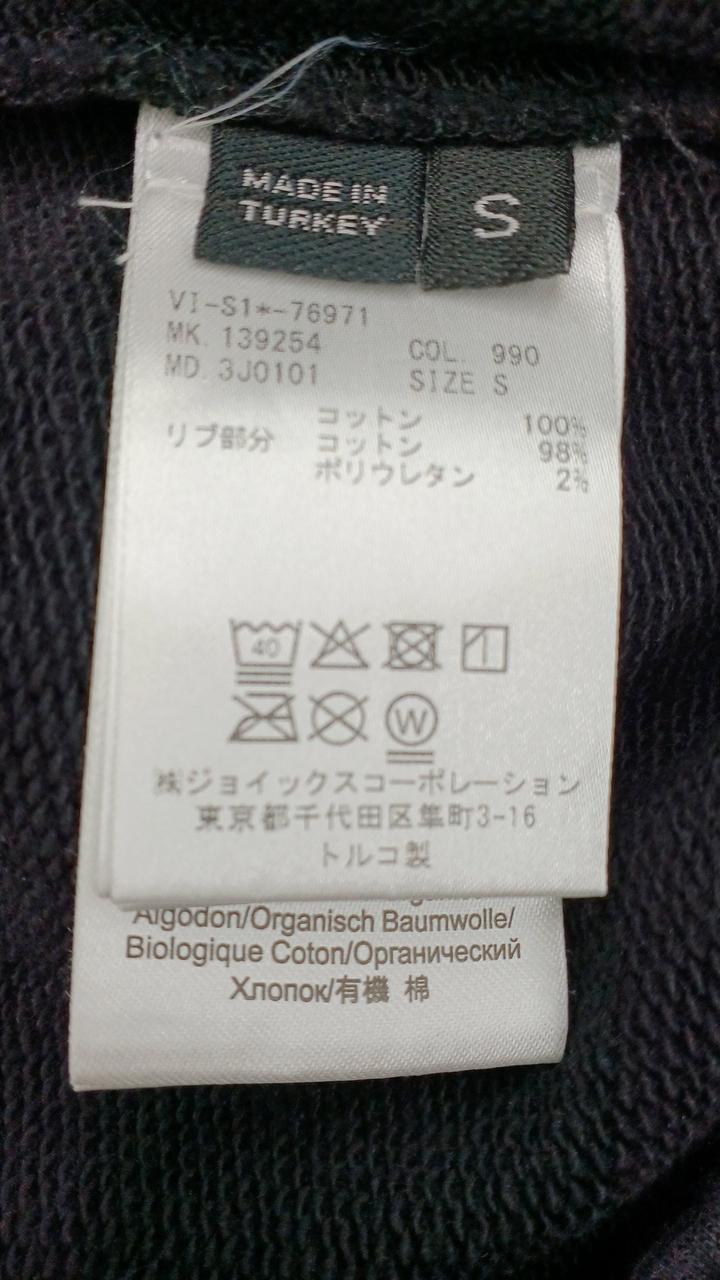 MADE IN
TURKEY
S
VI-S1*-76971
MK. 139254
MD. 3J0101
COL. 990
SIZE S
コットン 100%
リブ部分 コットン 98%
ポリウレタン 2%
40
W
㈱ジョイックスコーポレーション
東京都千代田区隼町3-16
トルコ製
Algodon/Organisch Baumwolle/
Biologique Coton/Органический
Хлопок/有機 棉